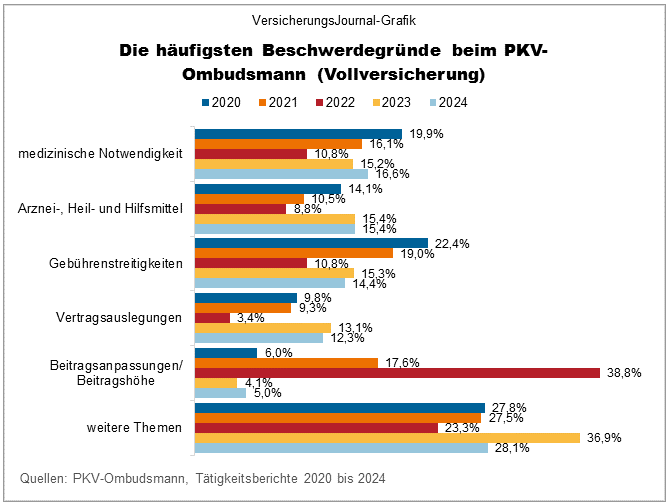 VersicherungsJournal-Grafik
Die häufigsten Beschwerdegründe beim PKV-
Ombudsmann (Vollversicherung)
2020 2021 2022 2023 2024
medizinische Notwendigkeit
19,9%
16,1%
10,8%
15,2%
16,6%
Arznei-, Heil- und Hilfsmittel
14,1%
10,5%
8,8%
15,4%
15,4%
Gebührenstreitigkeiten
22,4%
19,0%
10,8%
15,3%
14,4%
Vertragsauslegungen
9,8%
9,3%
3,4%
13,1%
12,3%
Beitragsanpassungen/
Beitragshöhe
6,0%
17,6%
38,8%
4,1%
5,0%
weitere Themen
27,8%
27,5%
23,3%
36,9%
28,1%
Quellen: PKV-Ombudsmann, Tätigkeitsberichte 2020 bis 2024